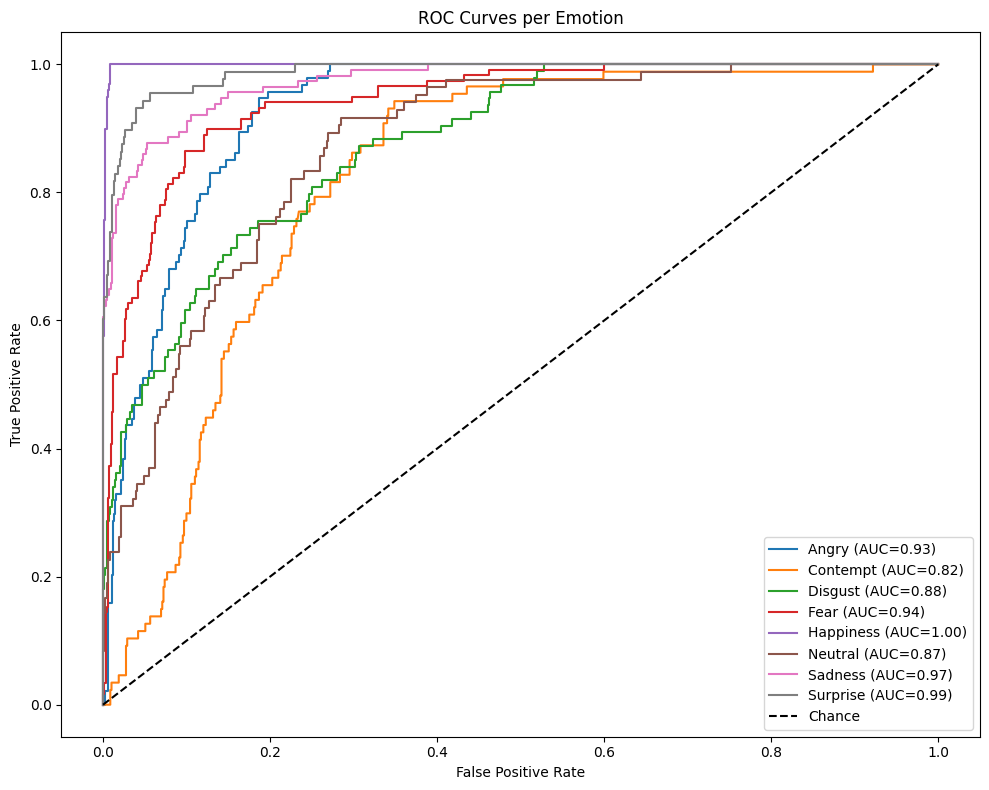 ROC Curves per Emotion
True Positive Rate
1.0
0.8
0.6
0.4
0.2
0.0
0.0 0.2 0.4 0.6 0.8 1.0
False Positive Rate
Angry (AUC=0.93)
Contempt (AUC=0.82)
Disgust (AUC=0.88)
Fear (AUC=0.94)
Happiness (AUC=1.00)
Neutral (AUC=0.87)
Sadness (AUC=0.97)
Surprise (AUC=0.99)
Chance